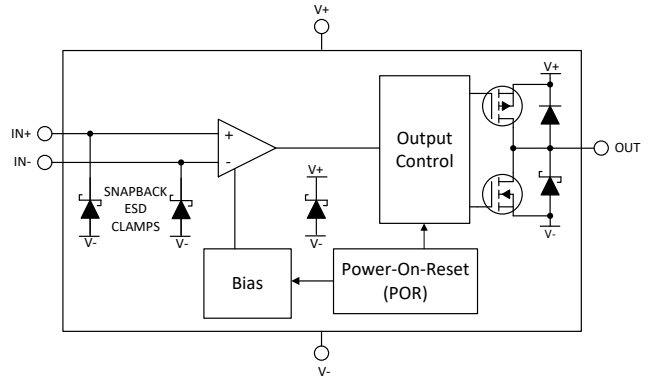 V+
IN+
IN-
+
-
SNAPBACK
ESD
CLAMPS
V-
V-
V+
V-
Output
Control
V+
V-
OUT
Bias
Power-On-Reset
(POR)
V-